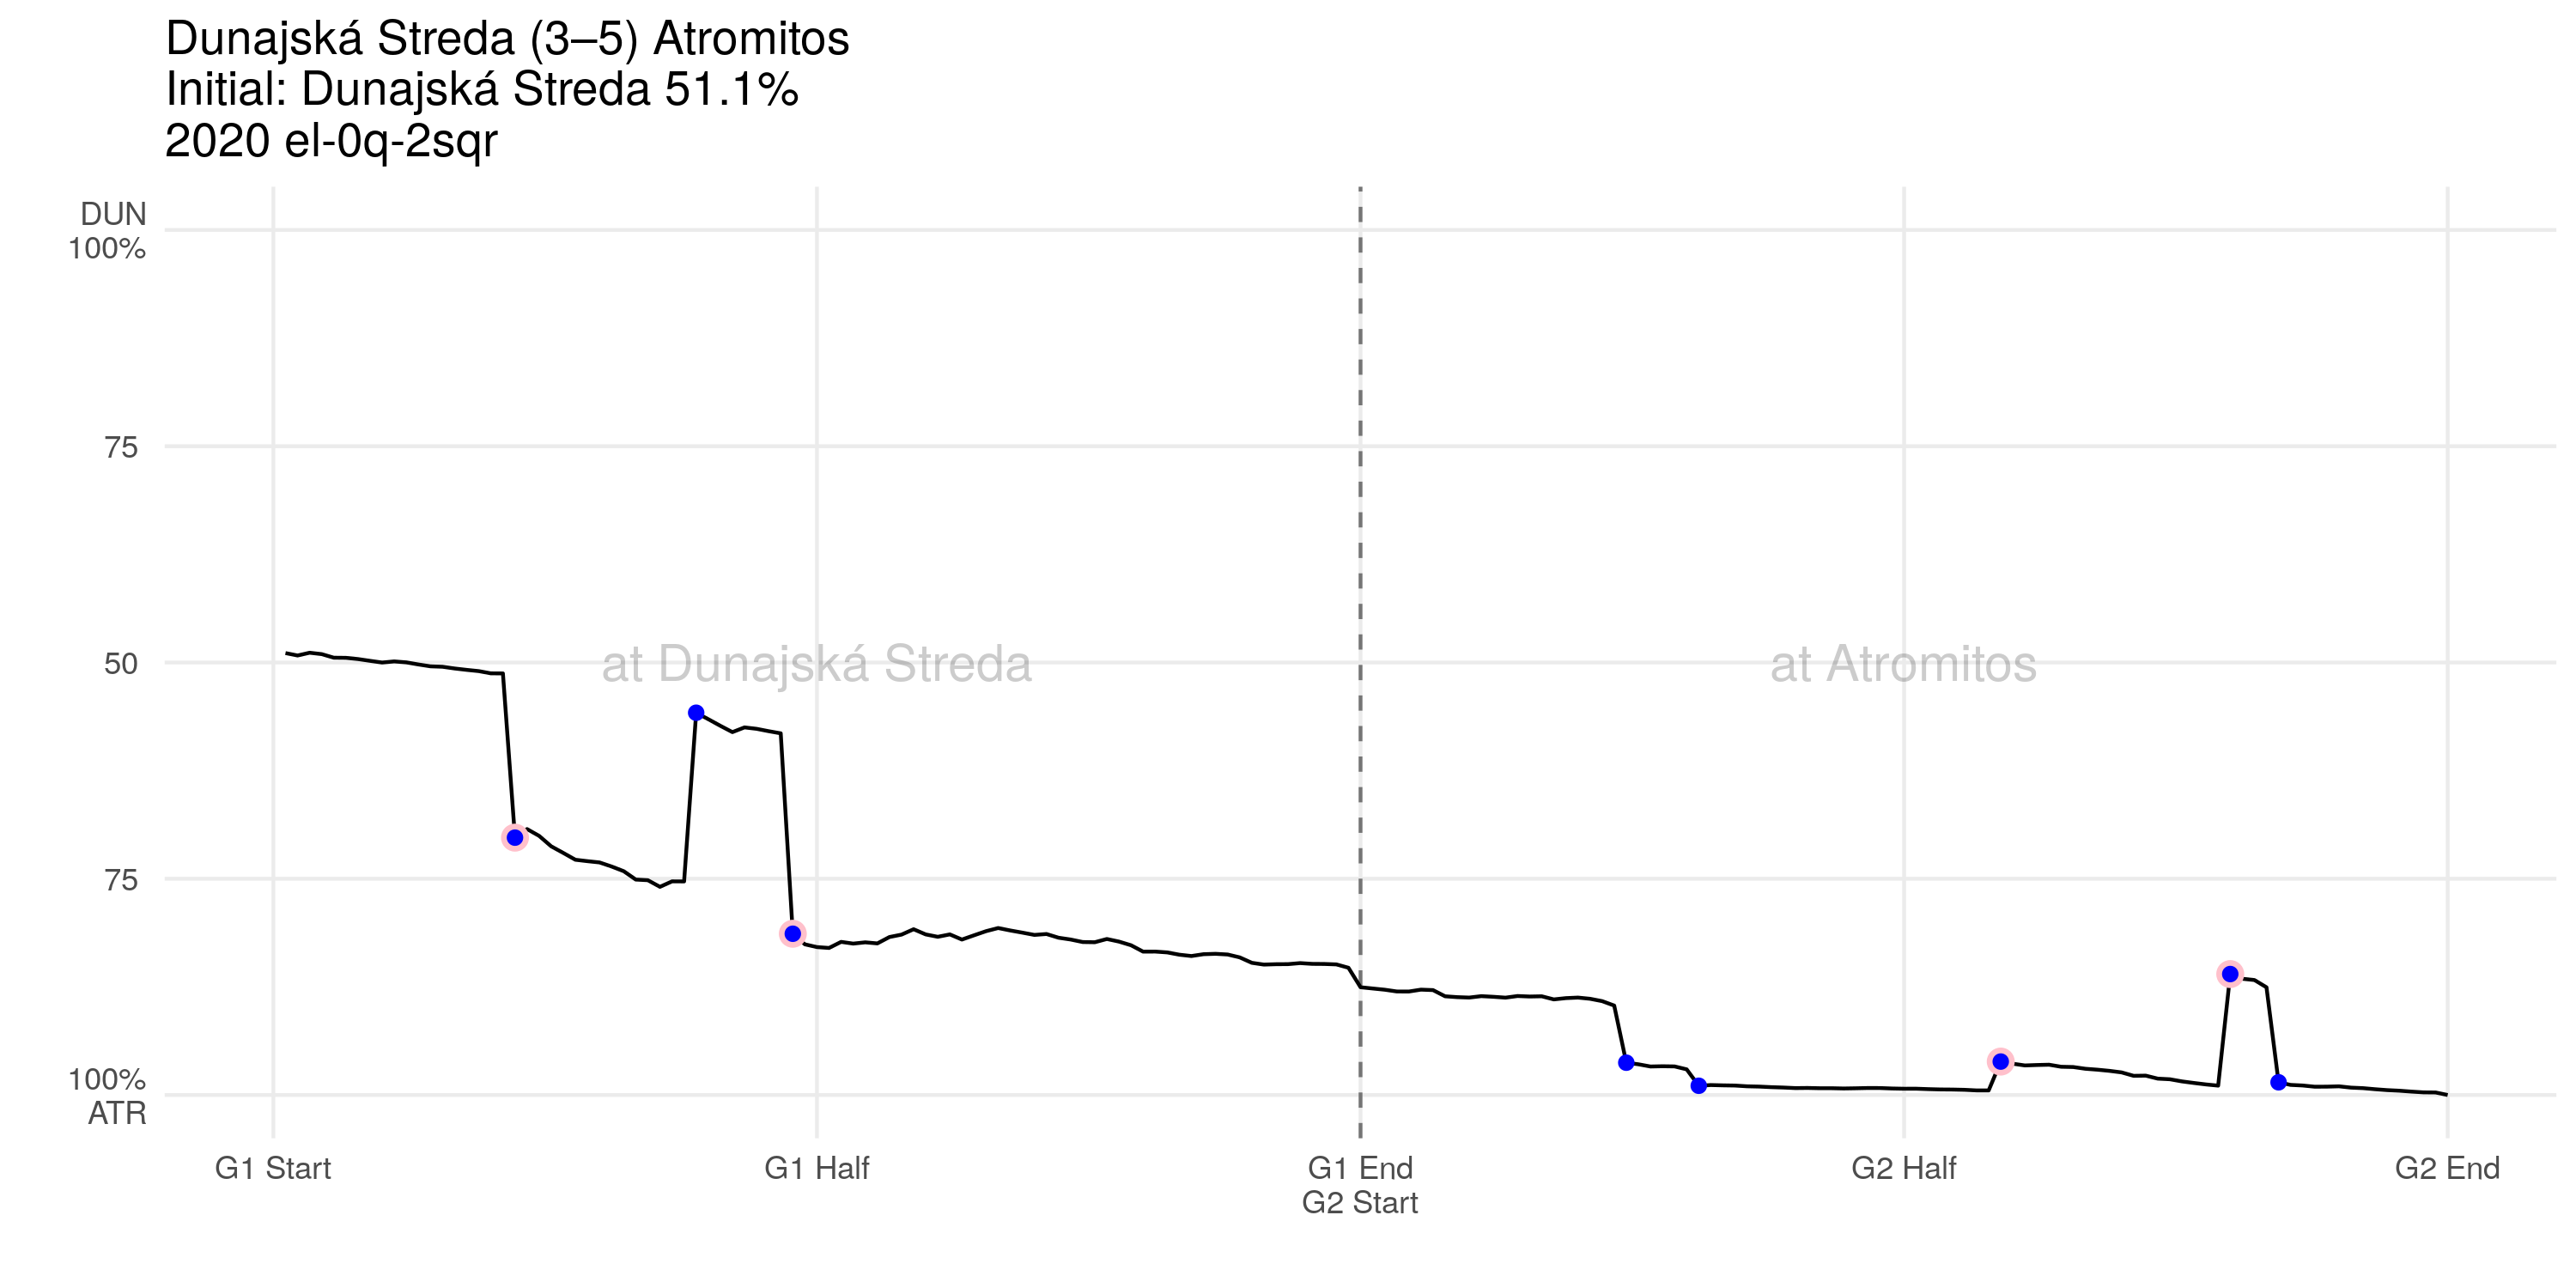 Dunajská Streda (3–5) Atromitos
Initial: Dunajská Streda 51.1%
2020 el-0q-2sqr
DUN
100%
75
50
75
100%
ATR
at Dunajská Streda
at Atromitos
G1 Start
G1 Half
G1 End
G2 Start
G2 Half
G2 End